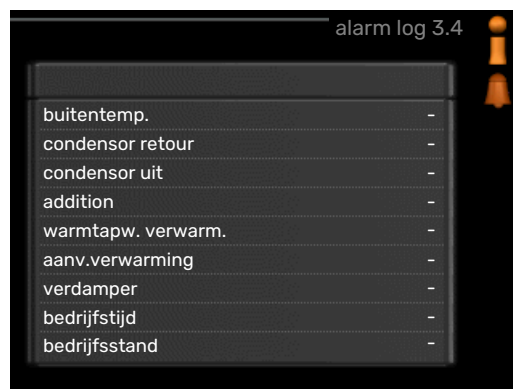 alarm log 3.4
buitentemp. -
condensor retour -
condensor uit -
addition -
warmtapw. verwarm. -
aanv.verwarming -
verdamper -
bedrijfstijd -
bedrijfsstand -